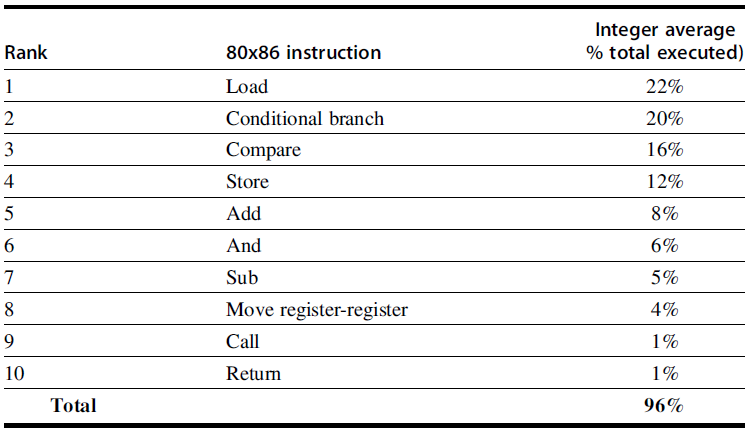 Integer average
Rank 80x86 instruction % total executed)
1 Load 22%
2 Conditional branch 20%
3 Compare 16%
4 Store 12%
5 Add 8%
6 And 6%
7 Sub 5%
8 Move register-register 4%
9 Call 1%
10 Return 1%
Total 96%